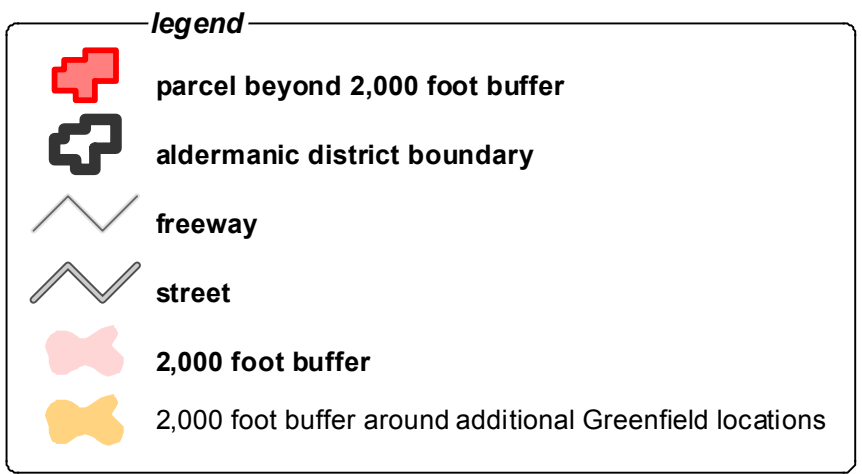 legend
parcel beyond 2,000 foot buffer
aldermanic district boundary
freeway
street
2,000 foot buffer
2,000 foot buffer around additional Greenfield locations